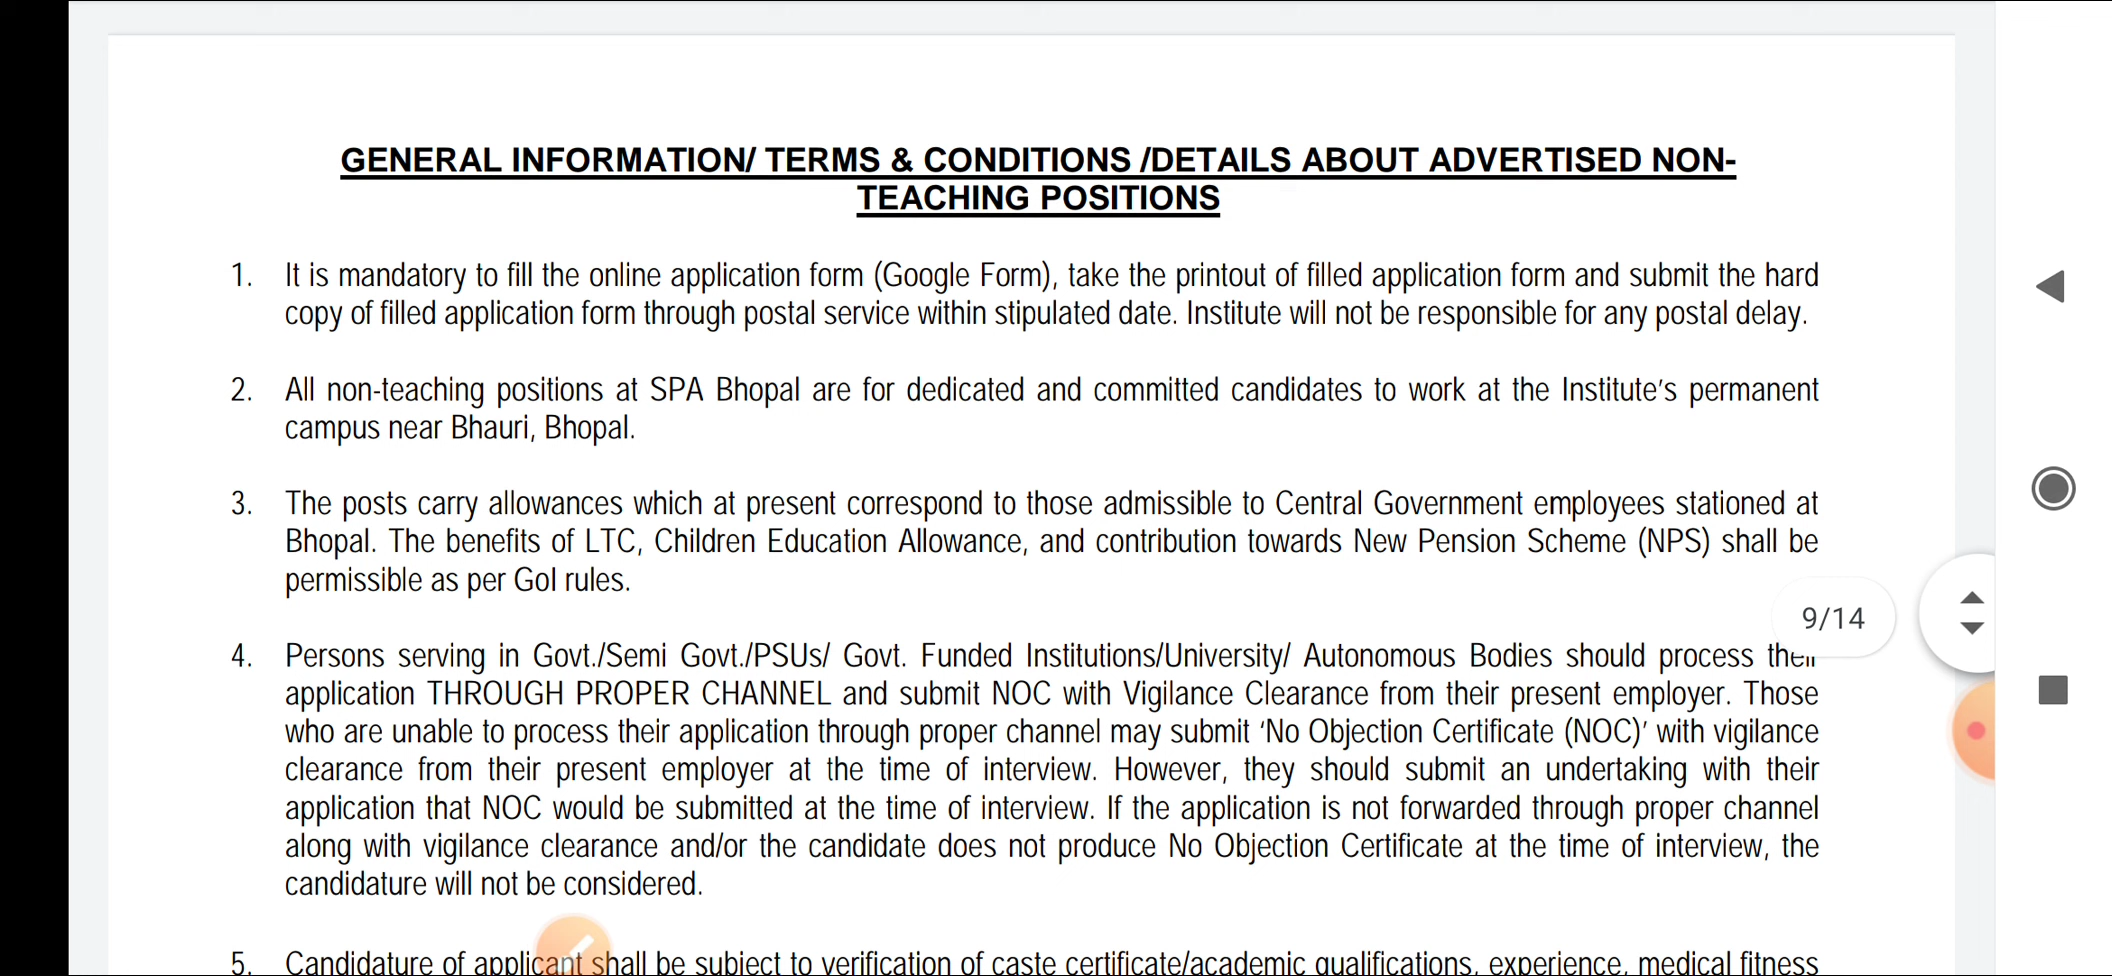 GENERAL INFORMATION/ TERMS & CONDITIONS /DETAILS ABOUT ADVERTISED NON-
TEACHING POSITIONS
1. It is mandatory to fill the online application form (Google Form), take the printout of filled application form and submit the hard
copy of filled application form through postal service within stipulated date. Institute will not be responsible for any postal delay.
2. All non-teaching positions at SPA Bhopal are for dedicated and committed candidates to work at the Institute's permanent
campus near Bhauri, Bhopal.
3. The posts carry allowances which at present correspond to those admissible to Central Government employees stationed at
Bhopal. The benefits of LTC, Children Education Allowance, and contribution towards New Pension Scheme (NPS) shall be
permissible as per GoI rules.
9/14
4. Persons serving in Govt./Semi Govt./PSUs/ Govt. Funded Institutions/University/ Autonomous Bodies should process their
application THROUGH PROPER CHANNEL and submit NOC with Vigilance Clearance from their present employer. Those
who are unable to process their application through proper channel may submit 'No Objection Certificate (NOC)' with vigilance
clearance from their present employer at the time of interview. However, they should submit an undertaking with their
application that NOC would be submitted at the time of interview. If the application is not forwarded through proper channel
along with vigilance clearance and/or the candidate does not produce No Objection Certificate at the time of interview, the
candidature will not be considered.
5. Candidature of applicant shall be subject to verification of caste certificate/academic qualifications, experience, medical fitness